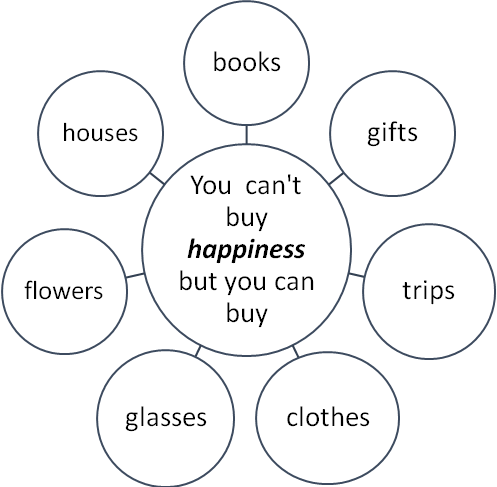 books
gifts
trips
clothes
glasses
flowers
houses
You can't
buy
happiness
but you can
buy